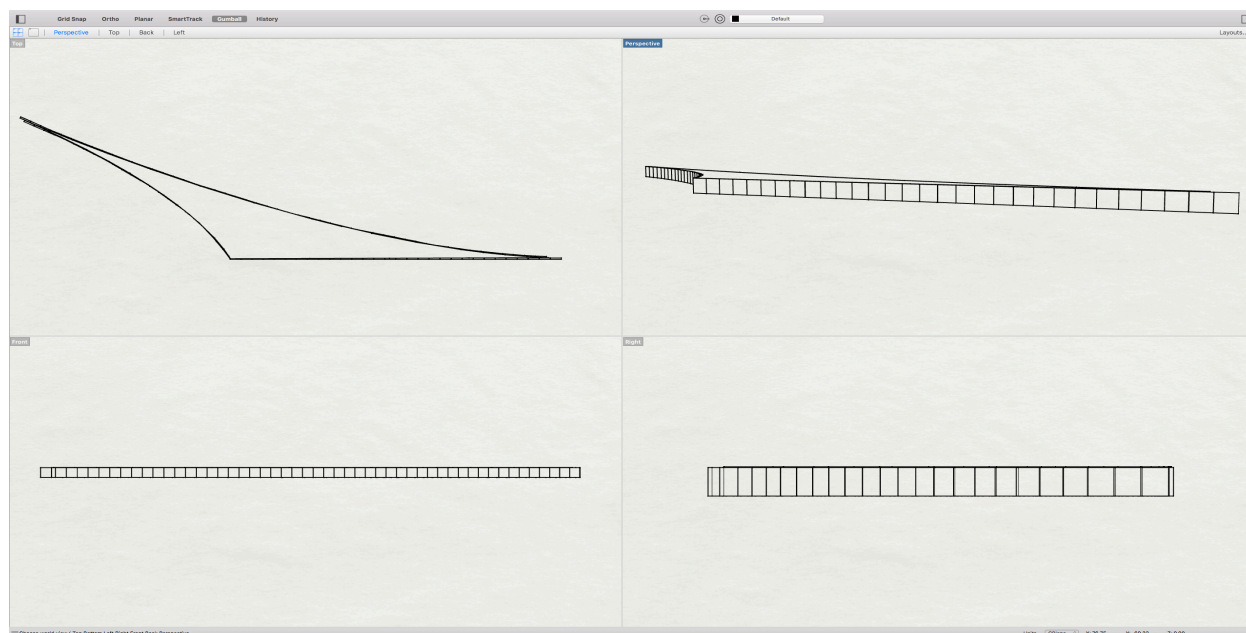 Grid Snap Ortho Planar SmartTrack Gumball History Default
Perspective | Top | Back | Left Layouts...
Top Perspective
Front Right